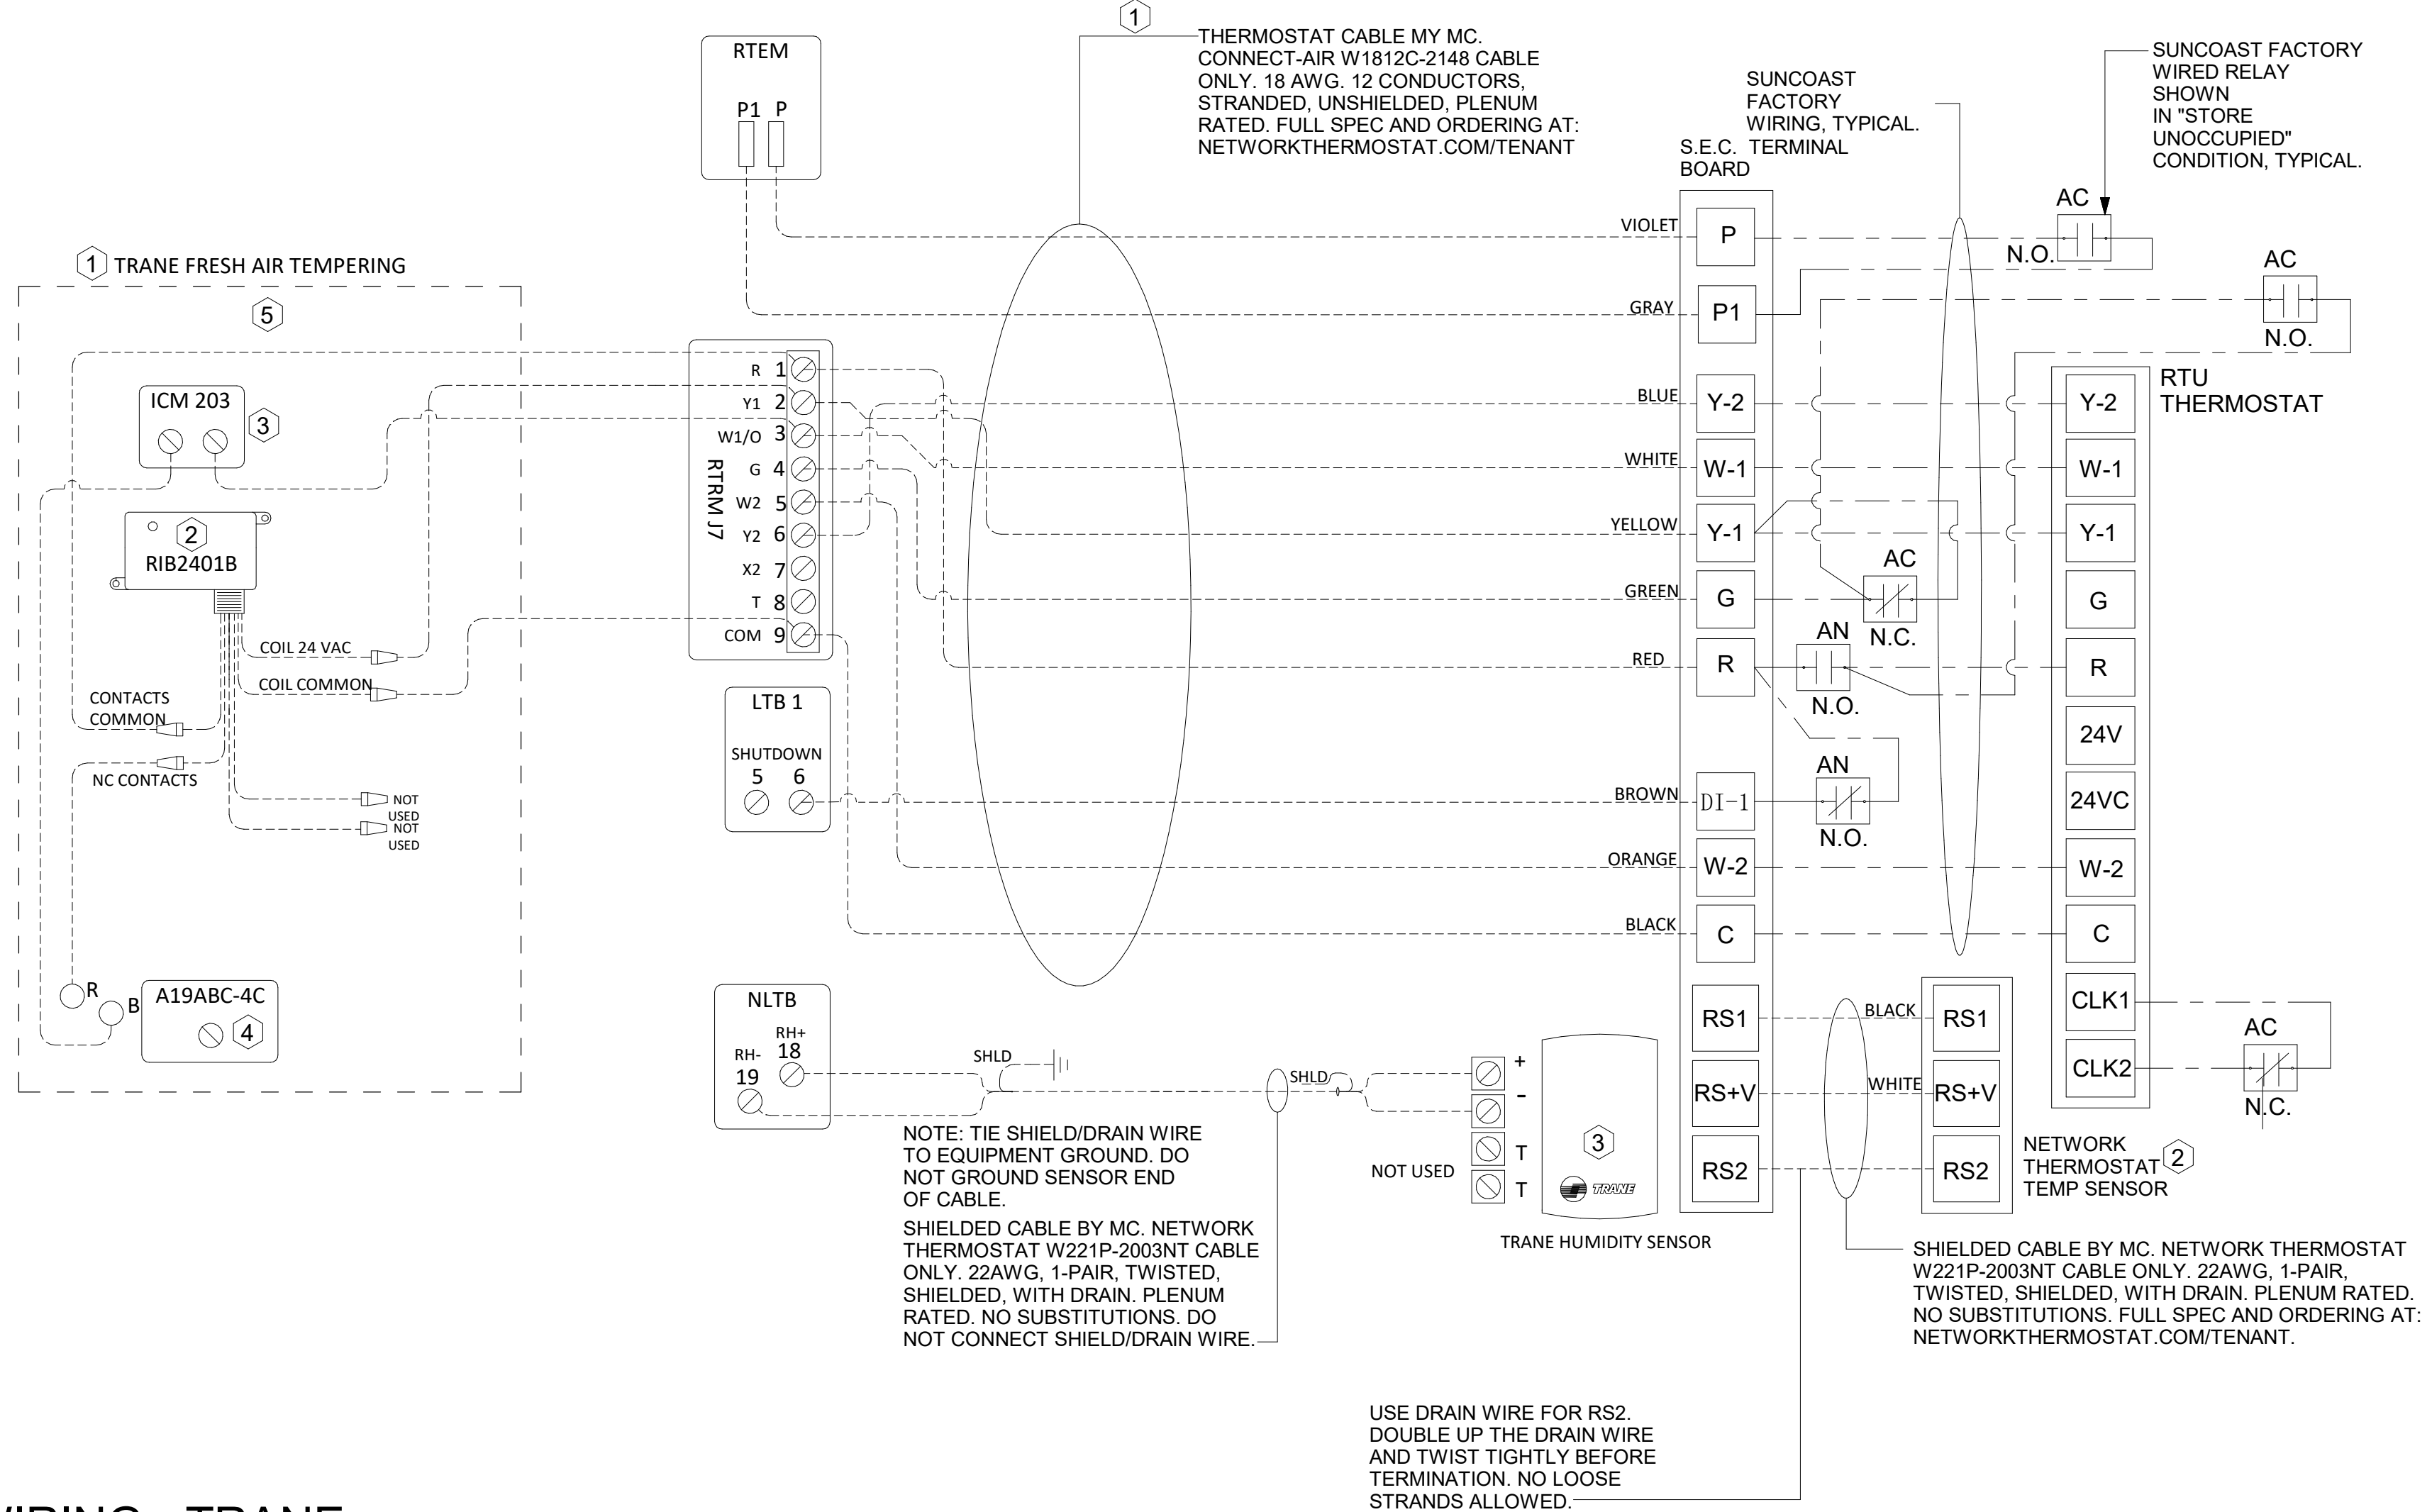 1
THERMOSTAT CABLE MY MC.
CONNECT-AIR W1812C-2148 CABLE
ONLY. 18 AWG. 12 CONDUCTORS,
STRANDED, UNSHIELDED, PLENUM
RATED. FULL SPEC AND ORDERING AT:
NETWORKTHERMOSTAT.COM/TENANT
SUNCOAST
FACTORY
WIRING, TYPICAL.
S.E.C. TERMINAL
BOARD
SUNCOAST FACTORY
WIRED RELAY
SHOWN
IN "STORE
UNOCCUPIED"
CONDITION, TYPICAL.
RTEM
P1 P
1 TRANE FRESH AIR TEMPERING
5
ICM 203
3
2
RIB2401B
COIL 24 VAC
COIL COMMON
CONTACTS
COMMON
NC CONTACTS
NOT
USED
NOT
USED
R
B
A19ABC-4C
4
RTRM J7
R 1
Y1 2
W1/O 3
G 4
W2 5
Y2 6
X2 7
T 8
COM 9
LTB 1
SHUTDOWN
5 6
NLTB
RH+
18
RH-
19
SHLD
SHLD
NOTE: TIE SHIELD/DRAIN WIRE
TO EQUIPMENT GROUND. DO
NOT GROUND SENSOR END
OF CABLE.
SHIELDED CABLE BY MC. NETWORK
THERMOSTAT W221P-2003NT CABLE
ONLY. 22AWG, 1-PAIR, TWISTED,
SHIELDED, WITH DRAIN. PLENUM
RATED. NO SUBSTITUTIONS. DO
NOT CONNECT SHIELD/DRAIN WIRE.
+
-
T
T
NOT USED
3
TRANE
TRANE HUMIDITY SENSOR
VIOLET
GRAY
BLUE
WHITE
YELLOW
GREEN
RED
BROWN
ORANGE
BLACK
P
P1
Y-2
W-1
Y-1
G
R
DI-1
W-2
C
RS1
RS+V
RS2
AC
N.O.
AC
N.O.
AC
N.C.
AN
N.O.
AN
N.O.
RTU
THERMOSTAT
Y-2
W-1
Y-1
G
R
24V
24VC
W-2
C
CLK1
CLK2
AC
N.C.
BLACK
WHITE
RS1
RS+V
RS2
NETWORK
THERMOSTAT 2
TEMP SENSOR
SHIELDED CABLE BY MC. NETWORK THERMOSTAT
W221P-2003NT CABLE ONLY. 22AWG, 1-PAIR,
TWISTED, SHIELDED, WITH DRAIN. PLENUM RATED.
NO SUBSTITUTIONS. FULL SPEC AND ORDERING AT:
NETWORKTHERMOSTAT.COM/TENANT.
USE DRAIN WIRE FOR RS2.
DOUBLE UP THE DRAIN WIRE
AND TWIST TIGHTLY BEFORE
TERMINATION. NO LOOSE
STRANDS ALLOWED.